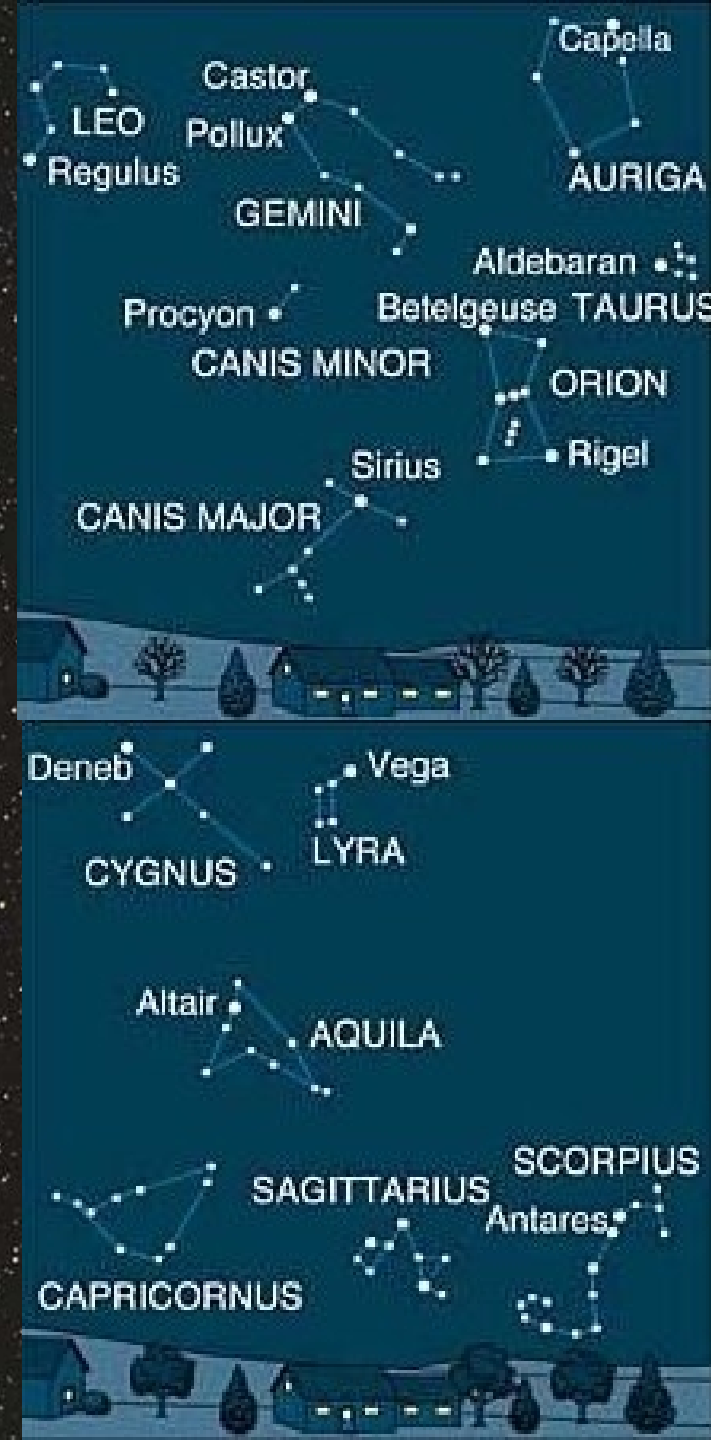 Capella
Castor
LEO
Pollux
Regulus
AURIGA
GEMINI
Aldebaran
Betelgeuse TAURUS
Procyon
CANIS MINOR
ORION
Rigel
Sirius
CANIS MAJOR
Deneb
Vega
LYRA
CYGNUS
Altair
AQUILA
SCORPIUS
SAGITTARIUS
Antares
CAPRICORNUS